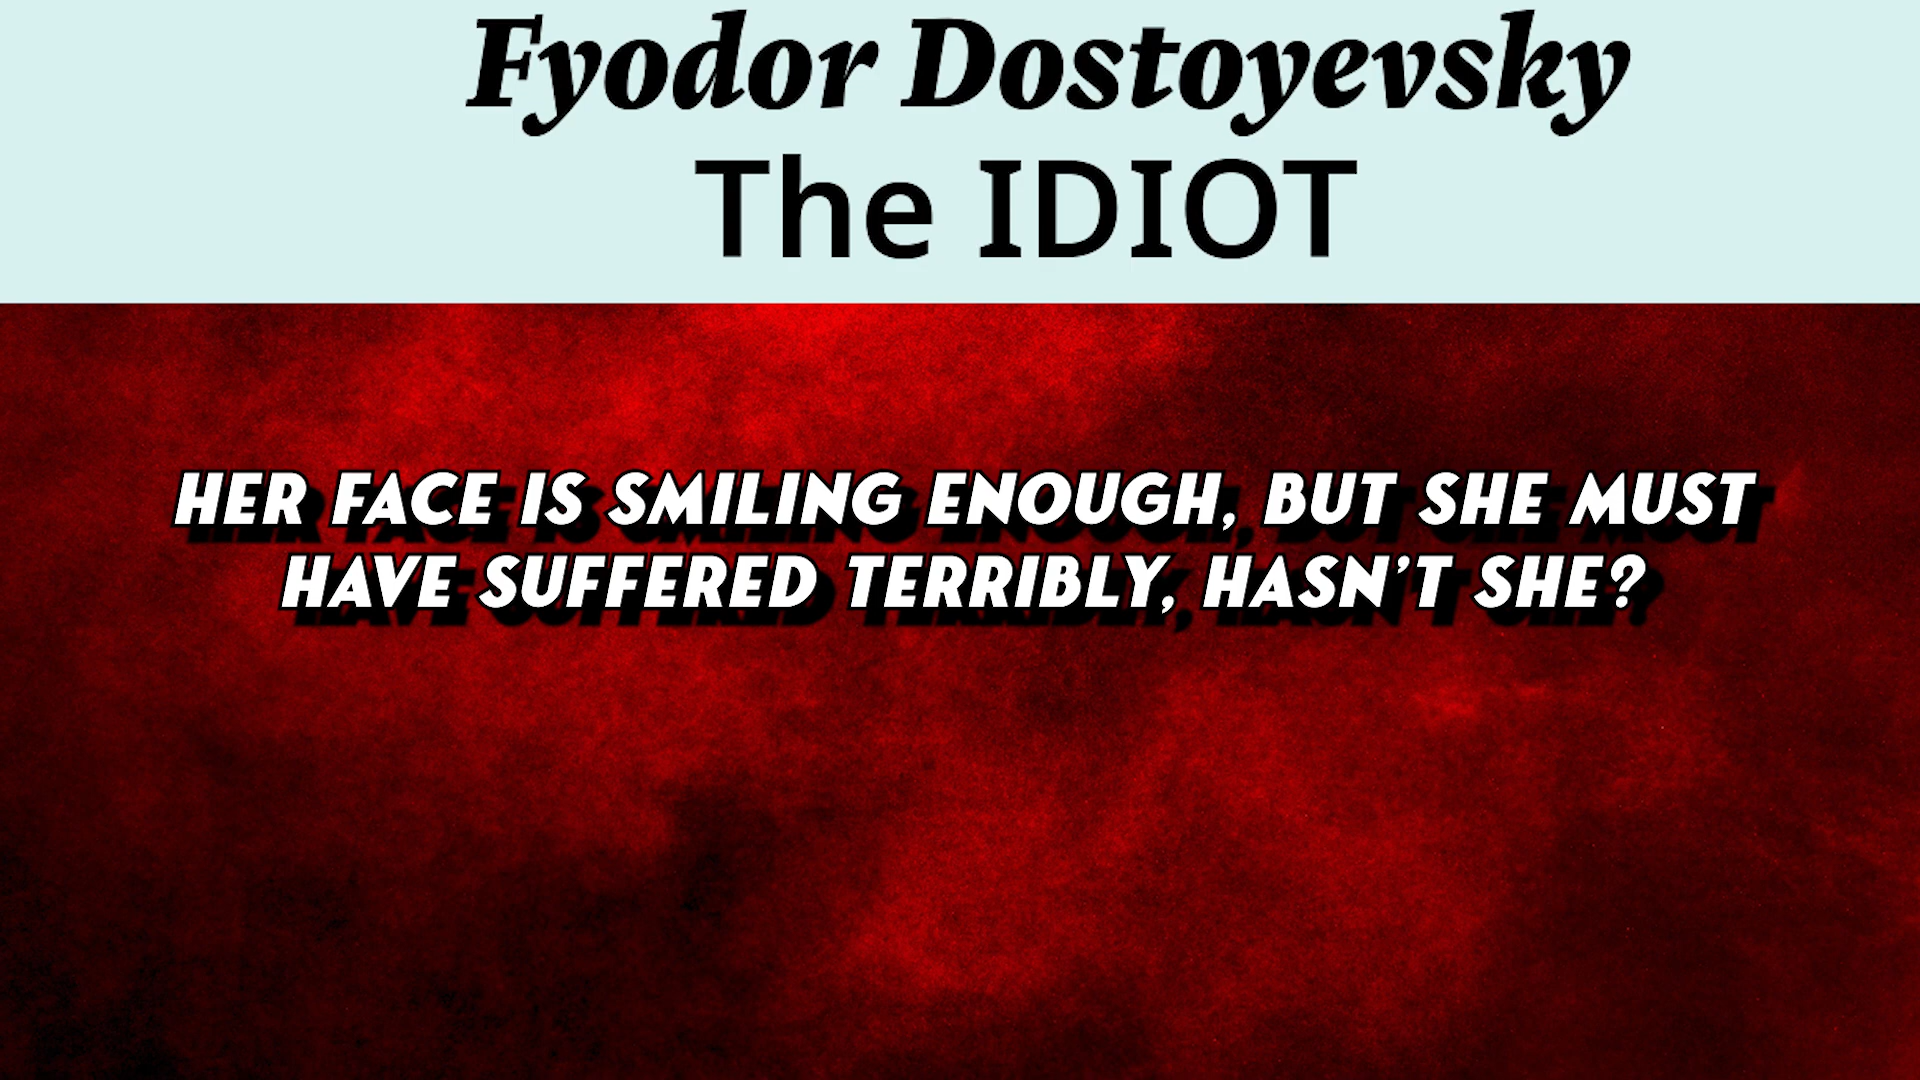 Fyodor Dostoyevsky
The IDIOT
HER FACE IS SMILING ENOUGH, BUT SHE MUST
HAVE SUFFERED TERRIBLY, HASN’T SHE?